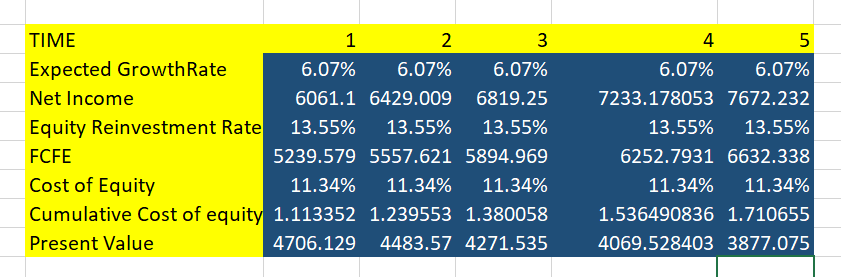 TIME 1 2 3 4 5
Expected GrowthRate 6.07% 6.07% 6.07% 6.07% 6.07%
Net Income 6061.1 6429.009 6819.25 7233.178053 7672.232
Equity Reinvestment Rate 13.55% 13.55% 13.55% 13.55% 13.55%
FCFE 5239.579 5557.621 5894.969 6252.7931 6632.338
Cost of Equity 11.34% 11.34% 11.34% 11.34% 11.34%
Cumulative Cost of equity 1.113352 1.239553 1.380058 1.536490836 1.710655
Present Value 4706.129 4483.57 4271.535 4069.528403 3877.075